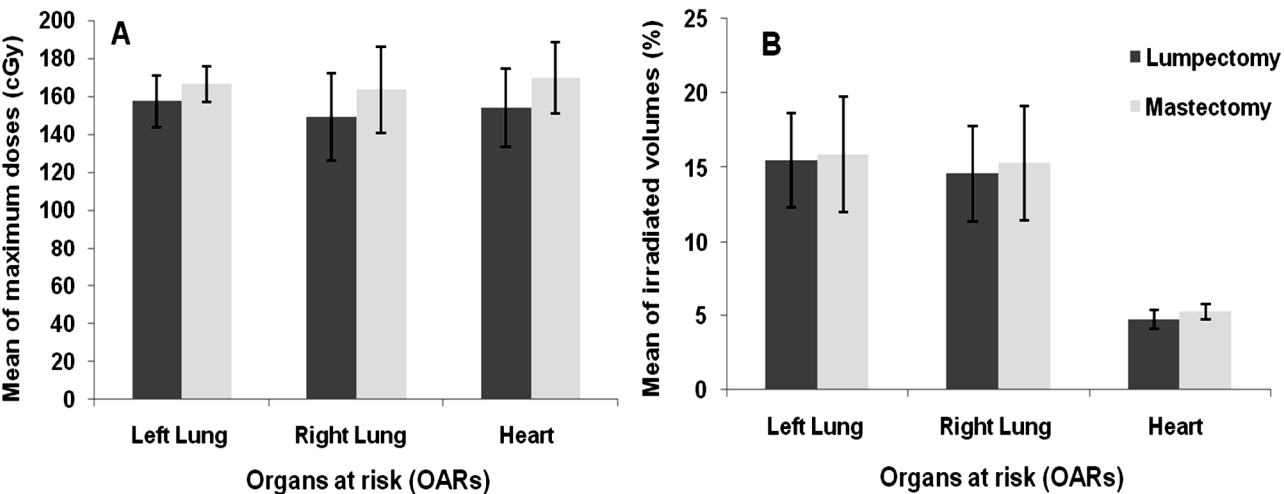 A
Mean of maximum doses (cGy)
200
180
160
140
120
100
80
60
40
20
0
Left Lung Right Lung Heart
Organs at risk (OARs)
B
Mean of irradiated volumes (%)
25
20
15
10
5
0
Lumpectomy
Mastectomy
Left Lung Right Lung Heart
Organs at risk (OARs)